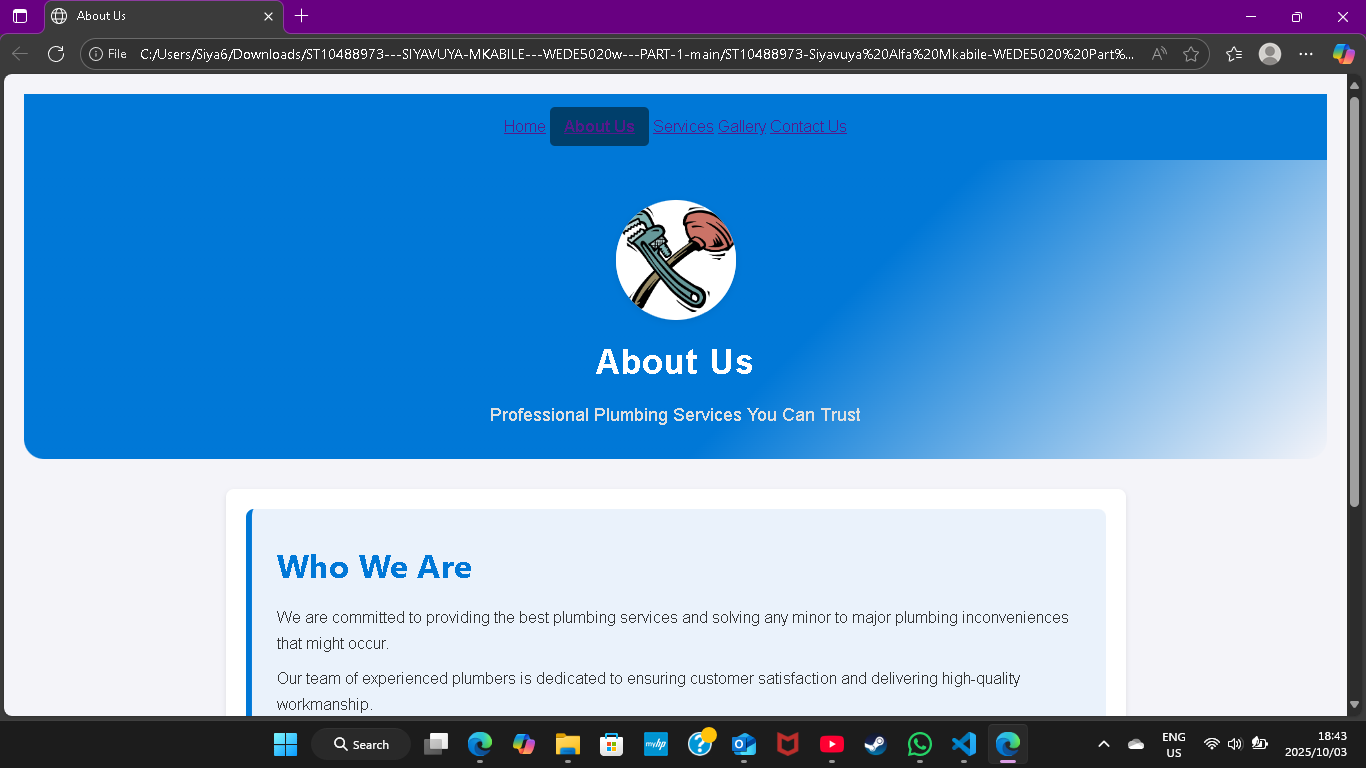 About Us
File C:/Users/Siya6/Downloads/ST10488973---SIYAVUYA-MKABILE---WEDE5020w---PART-1-main/ST10488973-Siyavuya%20Alfa%20Mkabile-WEDE5020%20Part%...
Home About Us Services Gallery Contact Us
About Us
Professional Plumbing Services You Can Trust
Who We Are
We are committed to providing the best plumbing services and solving any minor to major plumbing inconveniences
that might occur.
Our team of experienced plumbers is dedicated to ensuring customer satisfaction and delivering high-quality
workmanship.
Search
myhp
ENG
US
18:43
2025/10/03